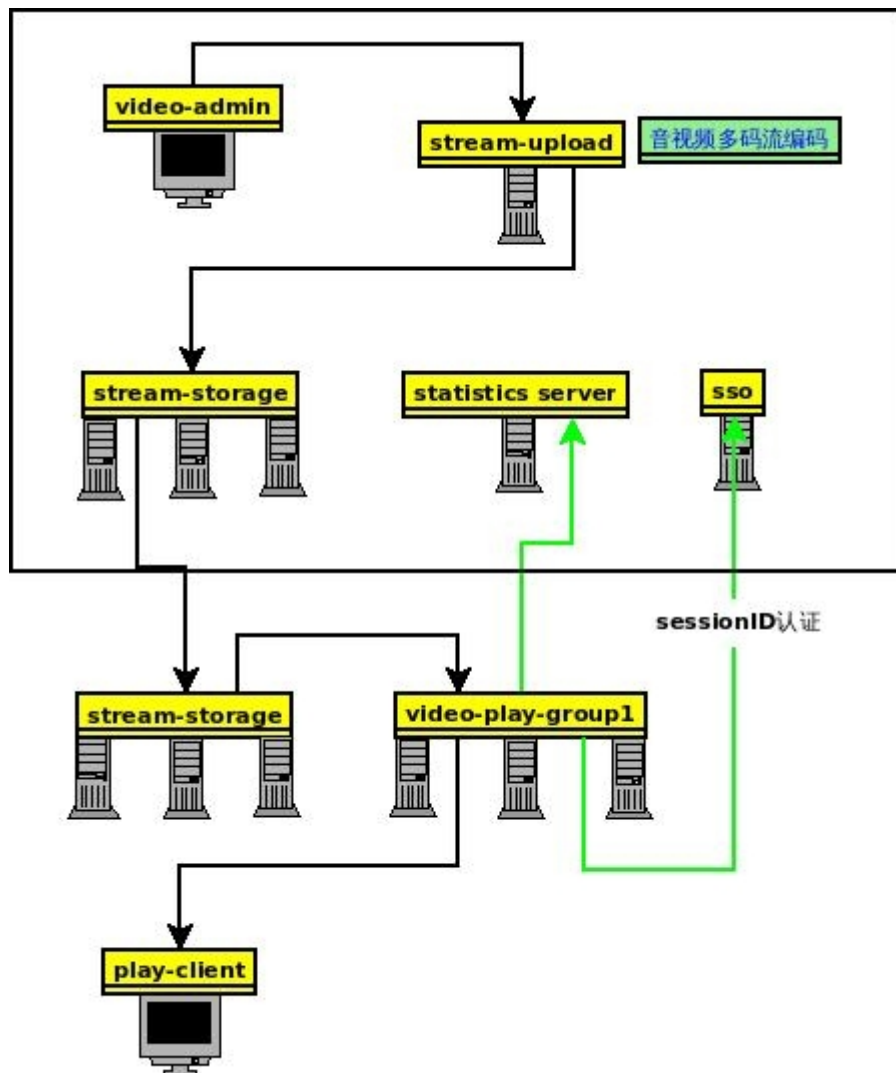 video-admin
stream-upload
音视频多码流编码
stream-storage
statistics server
sso
sessionID认证
stream-storage
video-play-group1
play-client